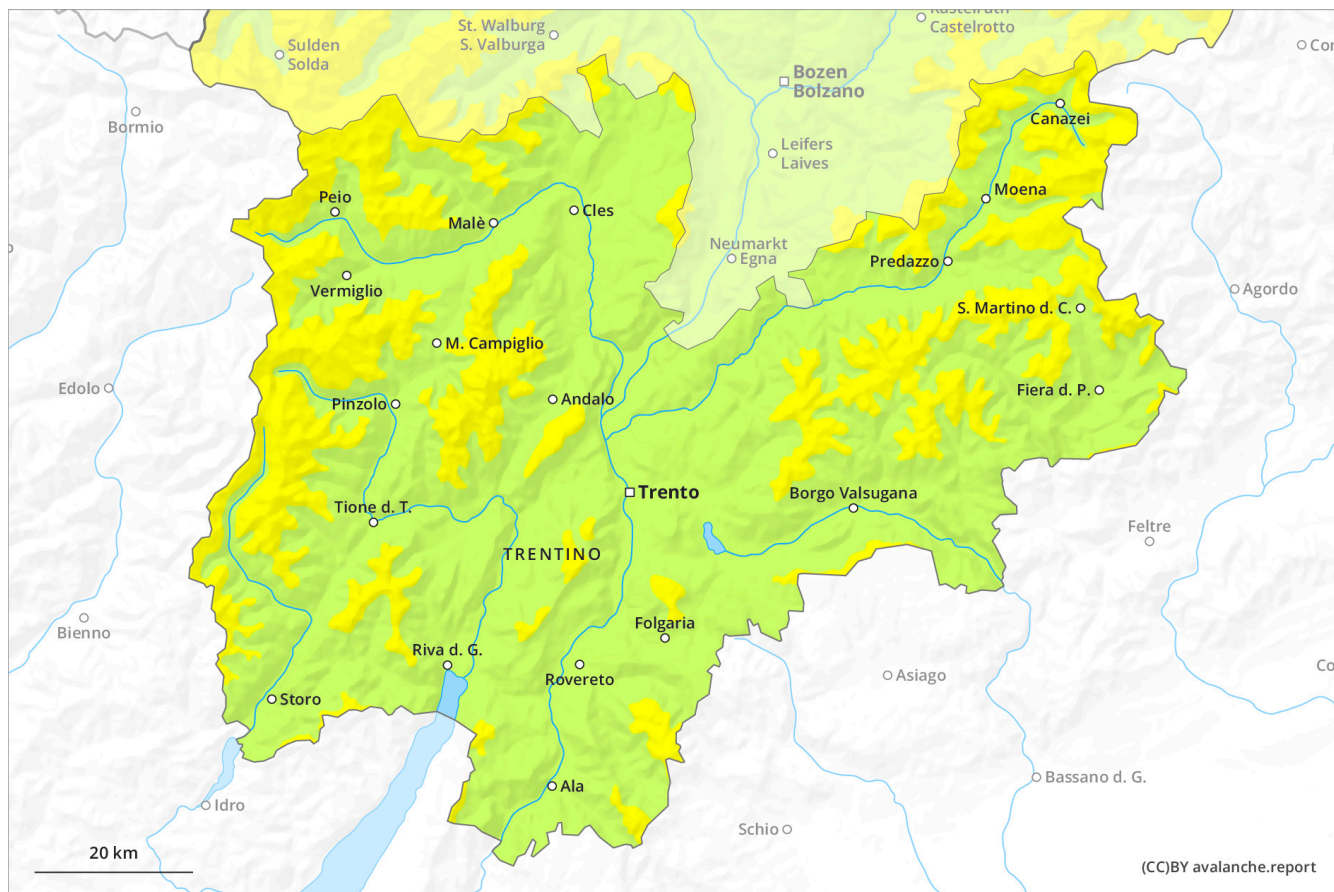 Kastelruth
Castelrotto
St. Walburg
S. Valburga
Sulden
Solda
Bozen
Bolzano
Bormio
Canazei
Leifers
Laives
Peio
Moena
Malè
Cles
Neumarkt
Egna
Predazzo
Vermiglio
Agordo
S. Martino d. C.
M. Campiglio
Edolo
Fiera d. P.
Pinzolo
Andalo
Trento
Borgo Valsugana
Tione d. T.
Feltre
TRENTINO
Bienno
Folgaria
Riva d. G.
Asiago
Rovereto
Storo
Bassano d. G.
Ala
Idro
Schio
20 km
(CC)BY avalanche.report